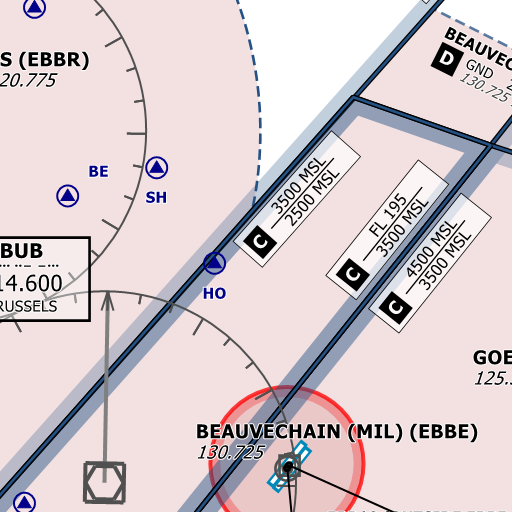 S (EBBR)
20.775
BEAUVEC
D
GND
130.725
BE
SH
C
3500 MSL
2500 MSL
FL 195
3500 MSL
C
4500 MSL
3500 MSL
C
BUB
14.600
RUSSELS
HO
GOE
125.
BEAUVECHAIN (MIL) (EBBE)
130.725